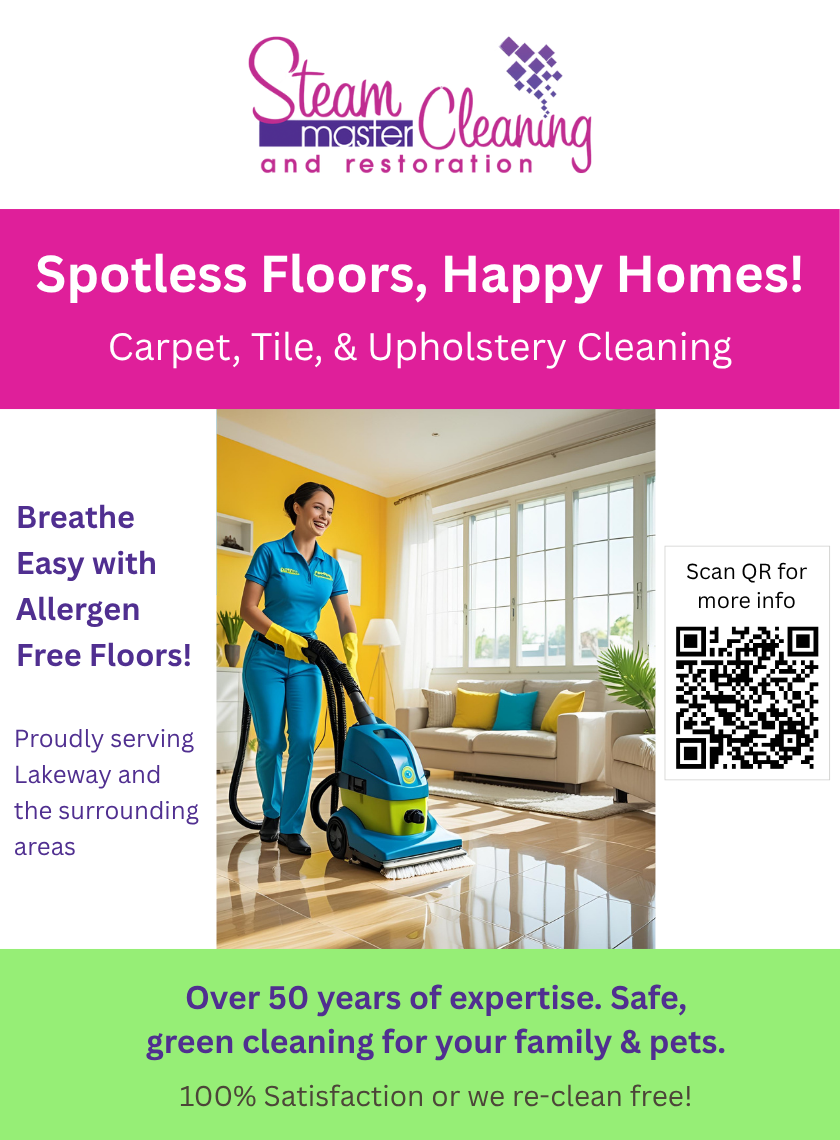 Steam
master Cleaning
and restoration
Spotless Floors, Happy Homes!
Carpet, Tile, & Upholstery Cleaning
Breathe
Easy with
Allergen
Free Floors!
Proudly serving
Lakeway and
the surrounding
areas
Scan QR for
more info
Over 50 years of expertise. Safe,
green cleaning for your family & pets.
100% Satisfaction or we re-clean free!